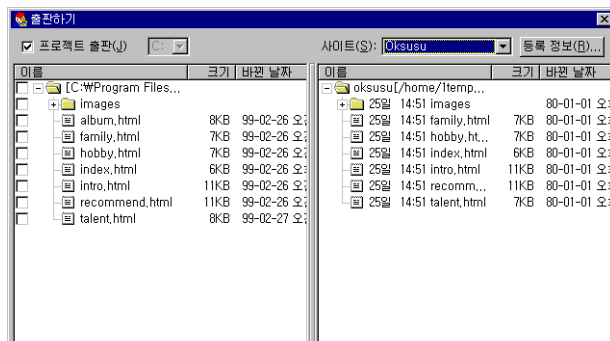 출판하기
프로젝트 출판(J) C: 사이트(S): Oksusu 등록 정보(R)...
이름 크기 바뀐 날짜
[C:₩Program Files...
images
album,html 8KB 99-02-26
family,html 7KB 99-02-26
hobby,html 7KB 99-02-26
index,html 6KB 99-02-26
intro,html 11KB 99-02-26
recommend,html 11KB 99-02-26
talent,html 8KB 99-02-27
이름 크기 바뀐 날짜
oksusu[/home/1temp...
25일 14:51 images 80-01-01
25일 14:51 family,html 7KB 80-01-01
25일 14:51 hobby,ht... 7KB 80-01-01
25일 14:51 index,html 6KB 80-01-01
25일 14:51 intro,html 11KB 80-01-01
25일 14:51 recomm... 11KB 80-01-01
25일 14:51 talent,html 7KB 80-01-01